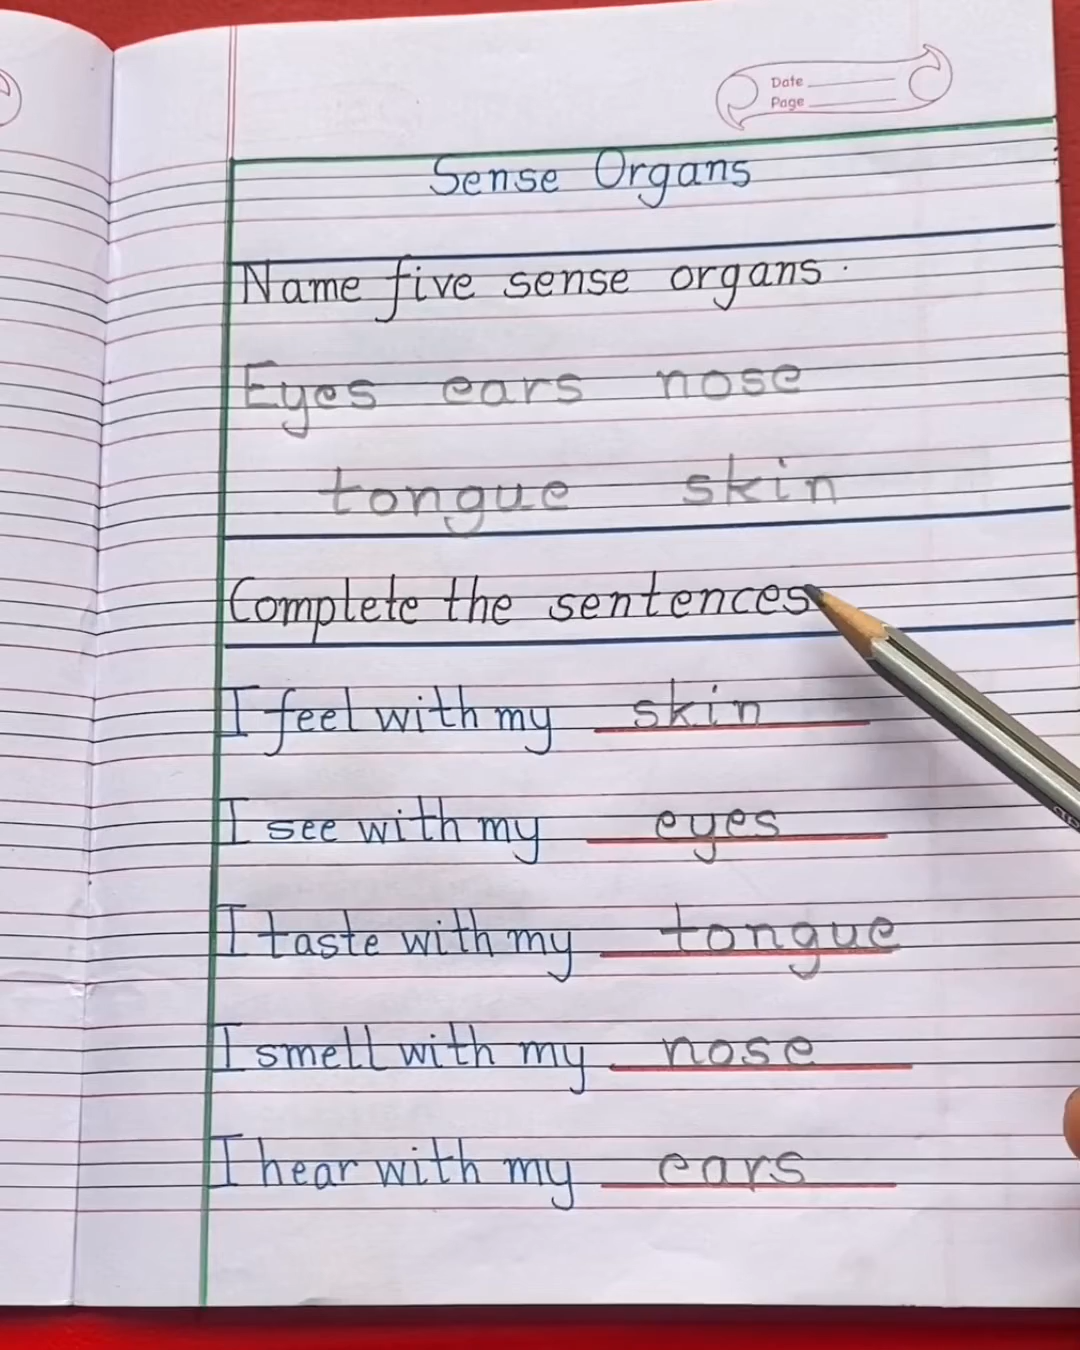 Date
Page
Sense Organs
Name five sense organs.
Eyes ears nose
tongue skin
Complete the sentences
I feel with my skin
I see with my eyes
I taste with my tongue
I smell with my nose
I hear with my ears